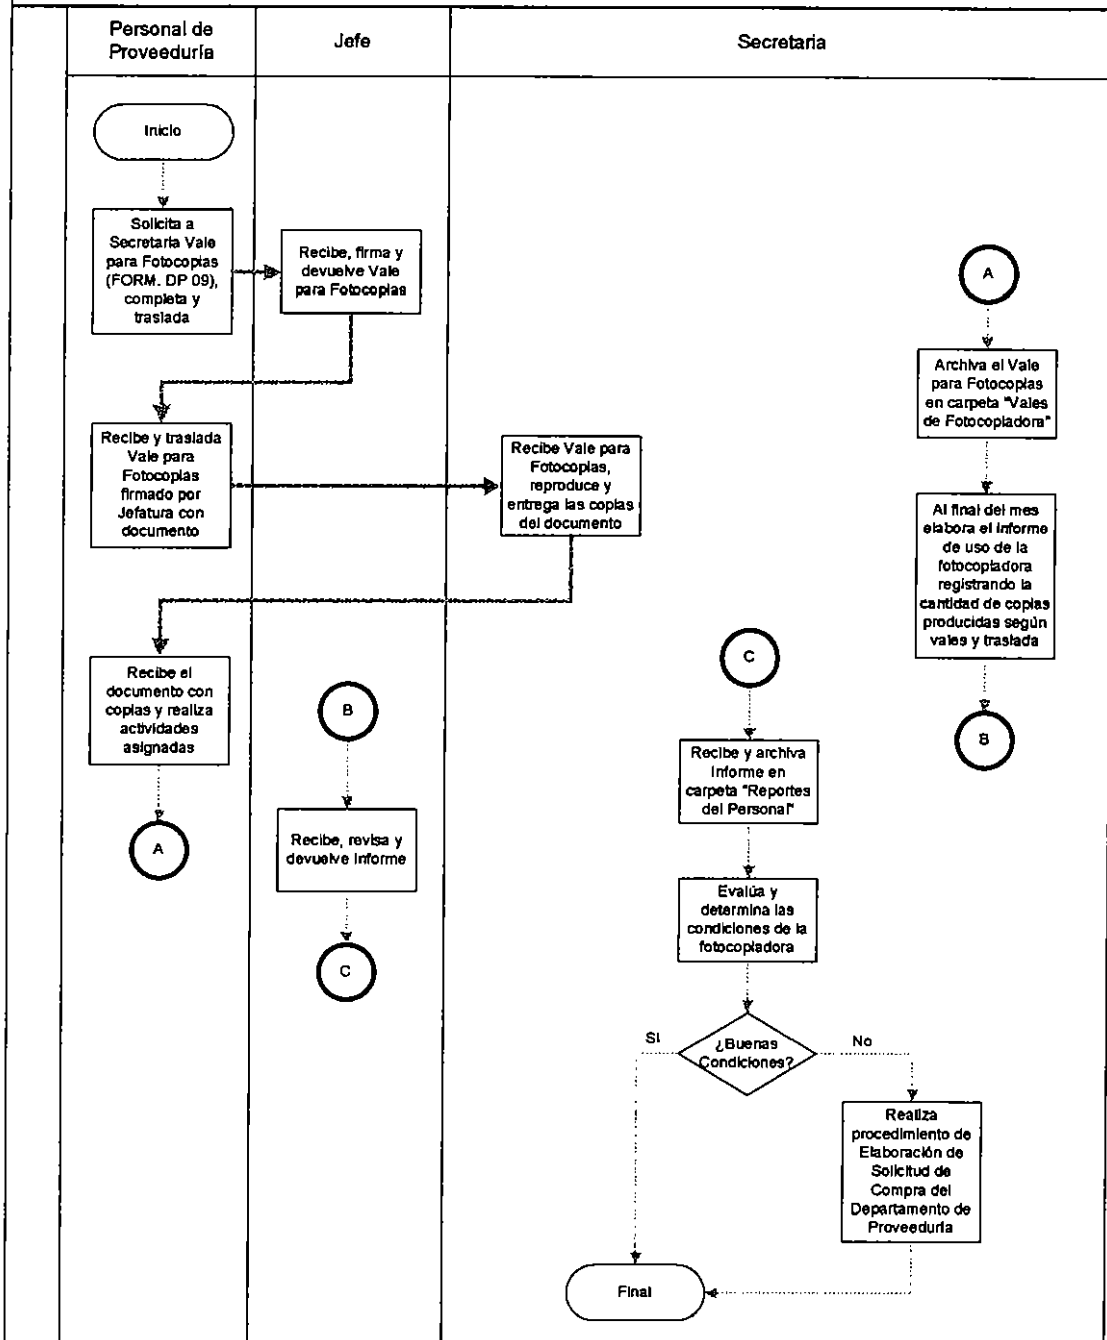 Personal de
Proveeduría
Jefe
Secretaria
Inicio
Solicita a
Secretaria Vale
para Fotocopias
(FORM. DP 09),
completa y
traslada
Recibe, firma y
devuelve Vale
para Fotocopias
Recibe y traslada
Vale para
Fotocopias
firmado por
Jefatura con
documento
Recibe Vale para
Fotocopias,
reproduce y
entrega las copias
del documento
Recibe el
documento con
copias y realiza
actividades
asignadas
A
B
Recibe, revisa y
devuelve Informe
C
A
Archiva el Vale
para Fotocopias
en carpeta "Vales
de Fotocopiadora"
Al final del mes
elabora el Informe
de uso de la
fotocopiadora
registrando la
cantidad de copias
producidas según
vales y traslada
B
C
Recibe y archiva
Informe en
carpeta "Reportes
del Personal"
Evalúa y
determina las
condiciones de la
fotocopiadora
¿Buenas
Condiciones?
Si
No
Realiza
procedimiento de
Elaboración de
Solicitud de
Compra del
Departamento de
Proveeduría
Final